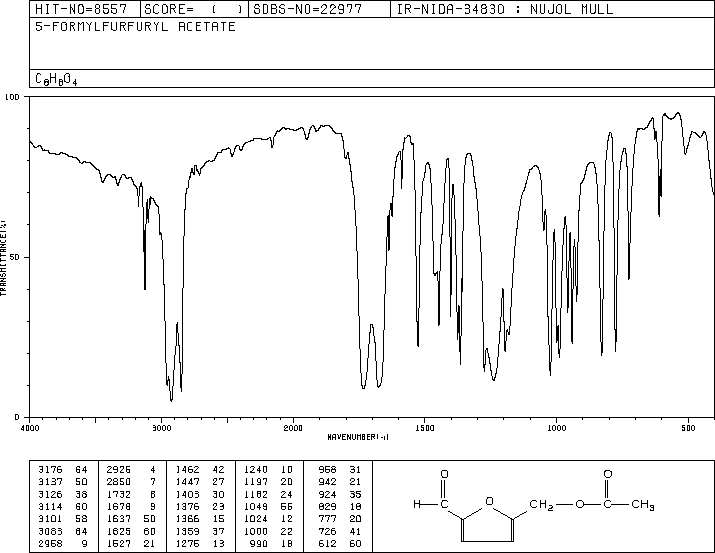 HIT-NO=8557 SCORE= ( ) SDBS-NO=22977 IR-NIDA-34830 : NUJOL MULL
5-FORMYLFURFURYL ACETATE
C8H8O4
100
50
0
TRANSMITTANCE(%)
4000 3000 2000 1500 1000 500
WAVENUMBER(-1)
3176 64 2925 4 1462 42 1240 10 958 31
3137 50 2850 7 1447 27 1197 20 942 21
3126 38 1732 8 1403 30 1182 24 924 35
3114 60 1678 9 1376 23 1049 56 829 18
3101 58 1637 50 1366 15 1024 12 777 20
3083 64 1625 60 1359 37 1000 22 726 41
2958 9 1527 21 1275 13 990 18 612 60
O O
H C O CH2 O C CH3